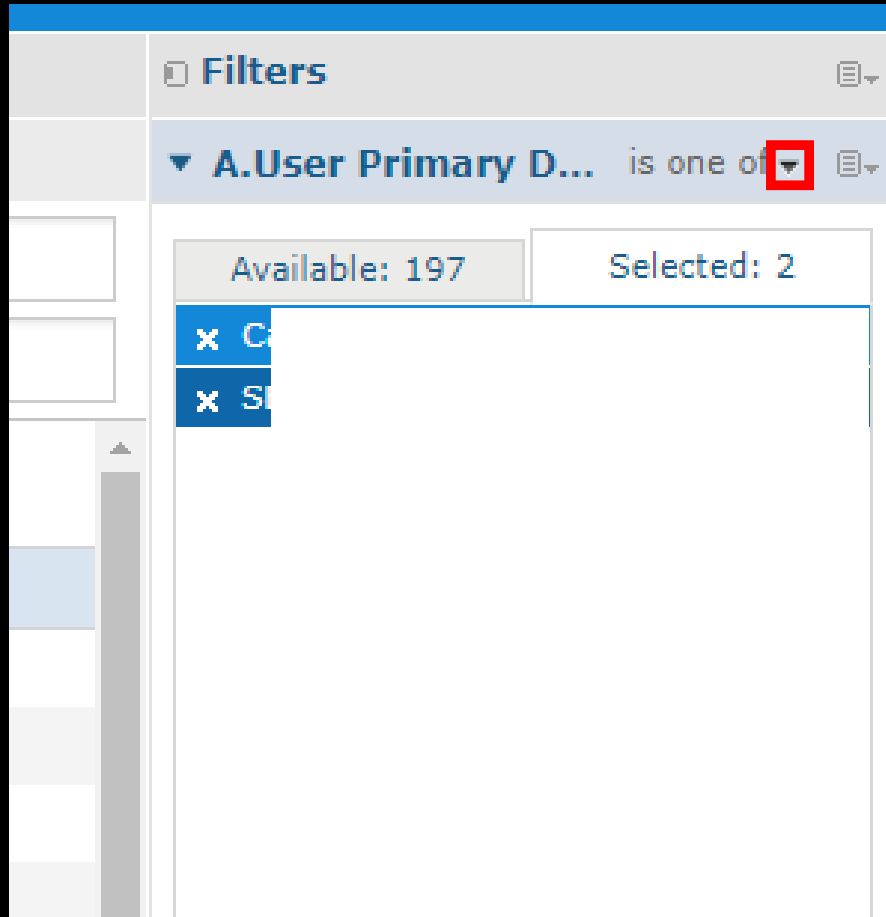 Filters
A.User Primary D... is one of
Available: 197 Selected: 2
x
x